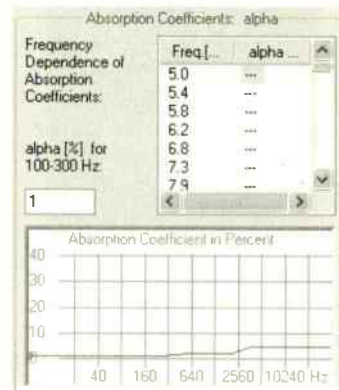 Absorption Coefficients: alpha
Frequency
Dependence of
Absorption
Coefficients:
alpha [%] for
100-300 Hz:
1
Freq.[... alpha ...
5.0 ---
5.4 ---
5.8 ---
6.2 ---
6.8 ---
7.3 ---
7.9 ---
Absorption Coefficient in Percent
40
30
20
10
0
40 160 640 2560 10240 Hz